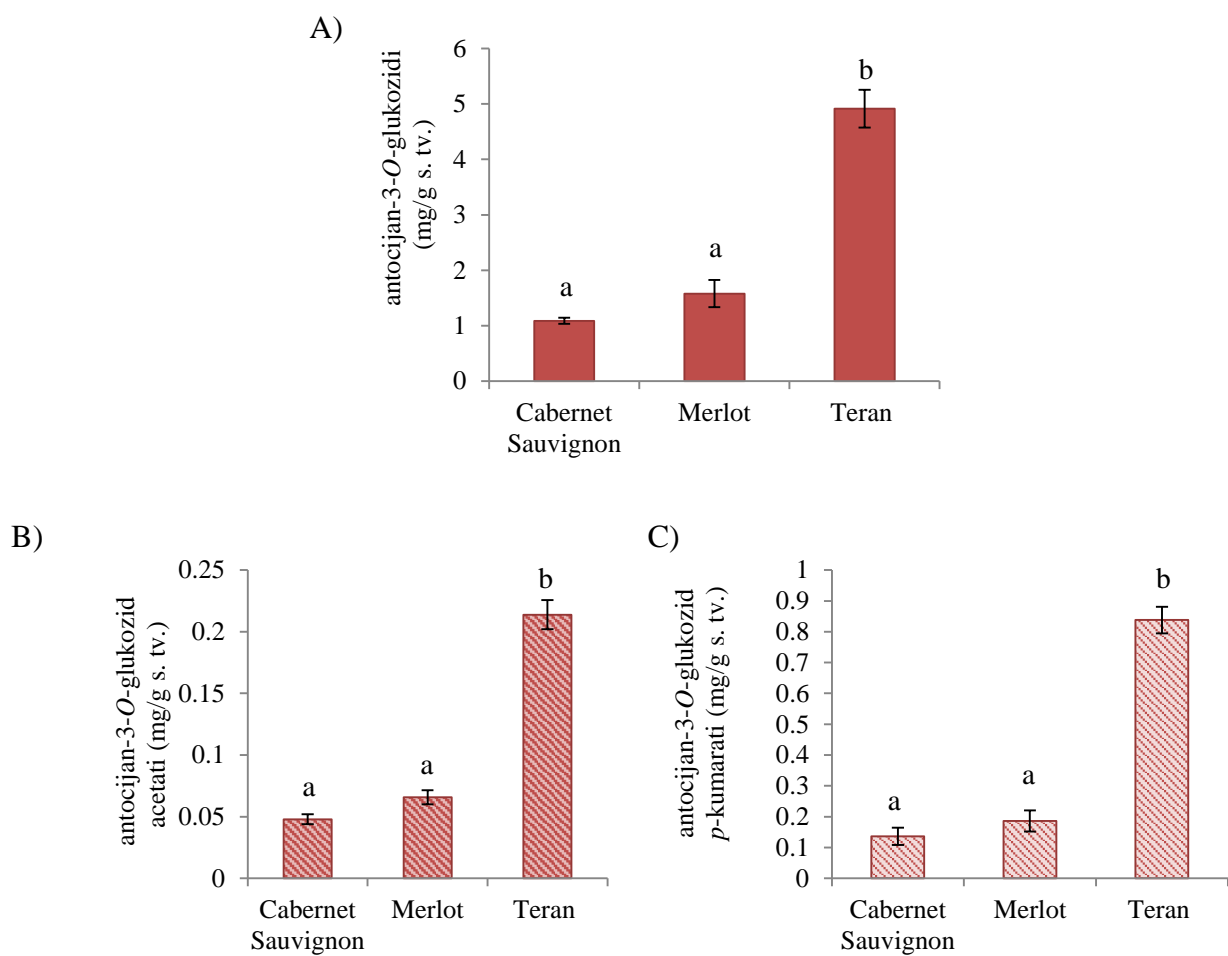 A)
antocijan-3-O-glukozidi
(mg/g s. tv.)
6
5
4
3
2
1
0
a
a
b
Cabernet
Sauvignon
Merlot
Teran
B)
antocijan-3-O-glukozid
acetati (mg/g s. tv.)
0.25
0.2
0.15
0.1
0.05
0
a
a
b
Cabernet
Sauvignon
Merlot
Teran
C)
antocijan-3-O-glukozid
p-kumarati (mg/g s. tv.)
1
0.9
0.8
0.7
0.6
0.5
0.4
0.3
0.2
0.1
0
a
a
b
Cabernet
Sauvignon
Merlot
Teran